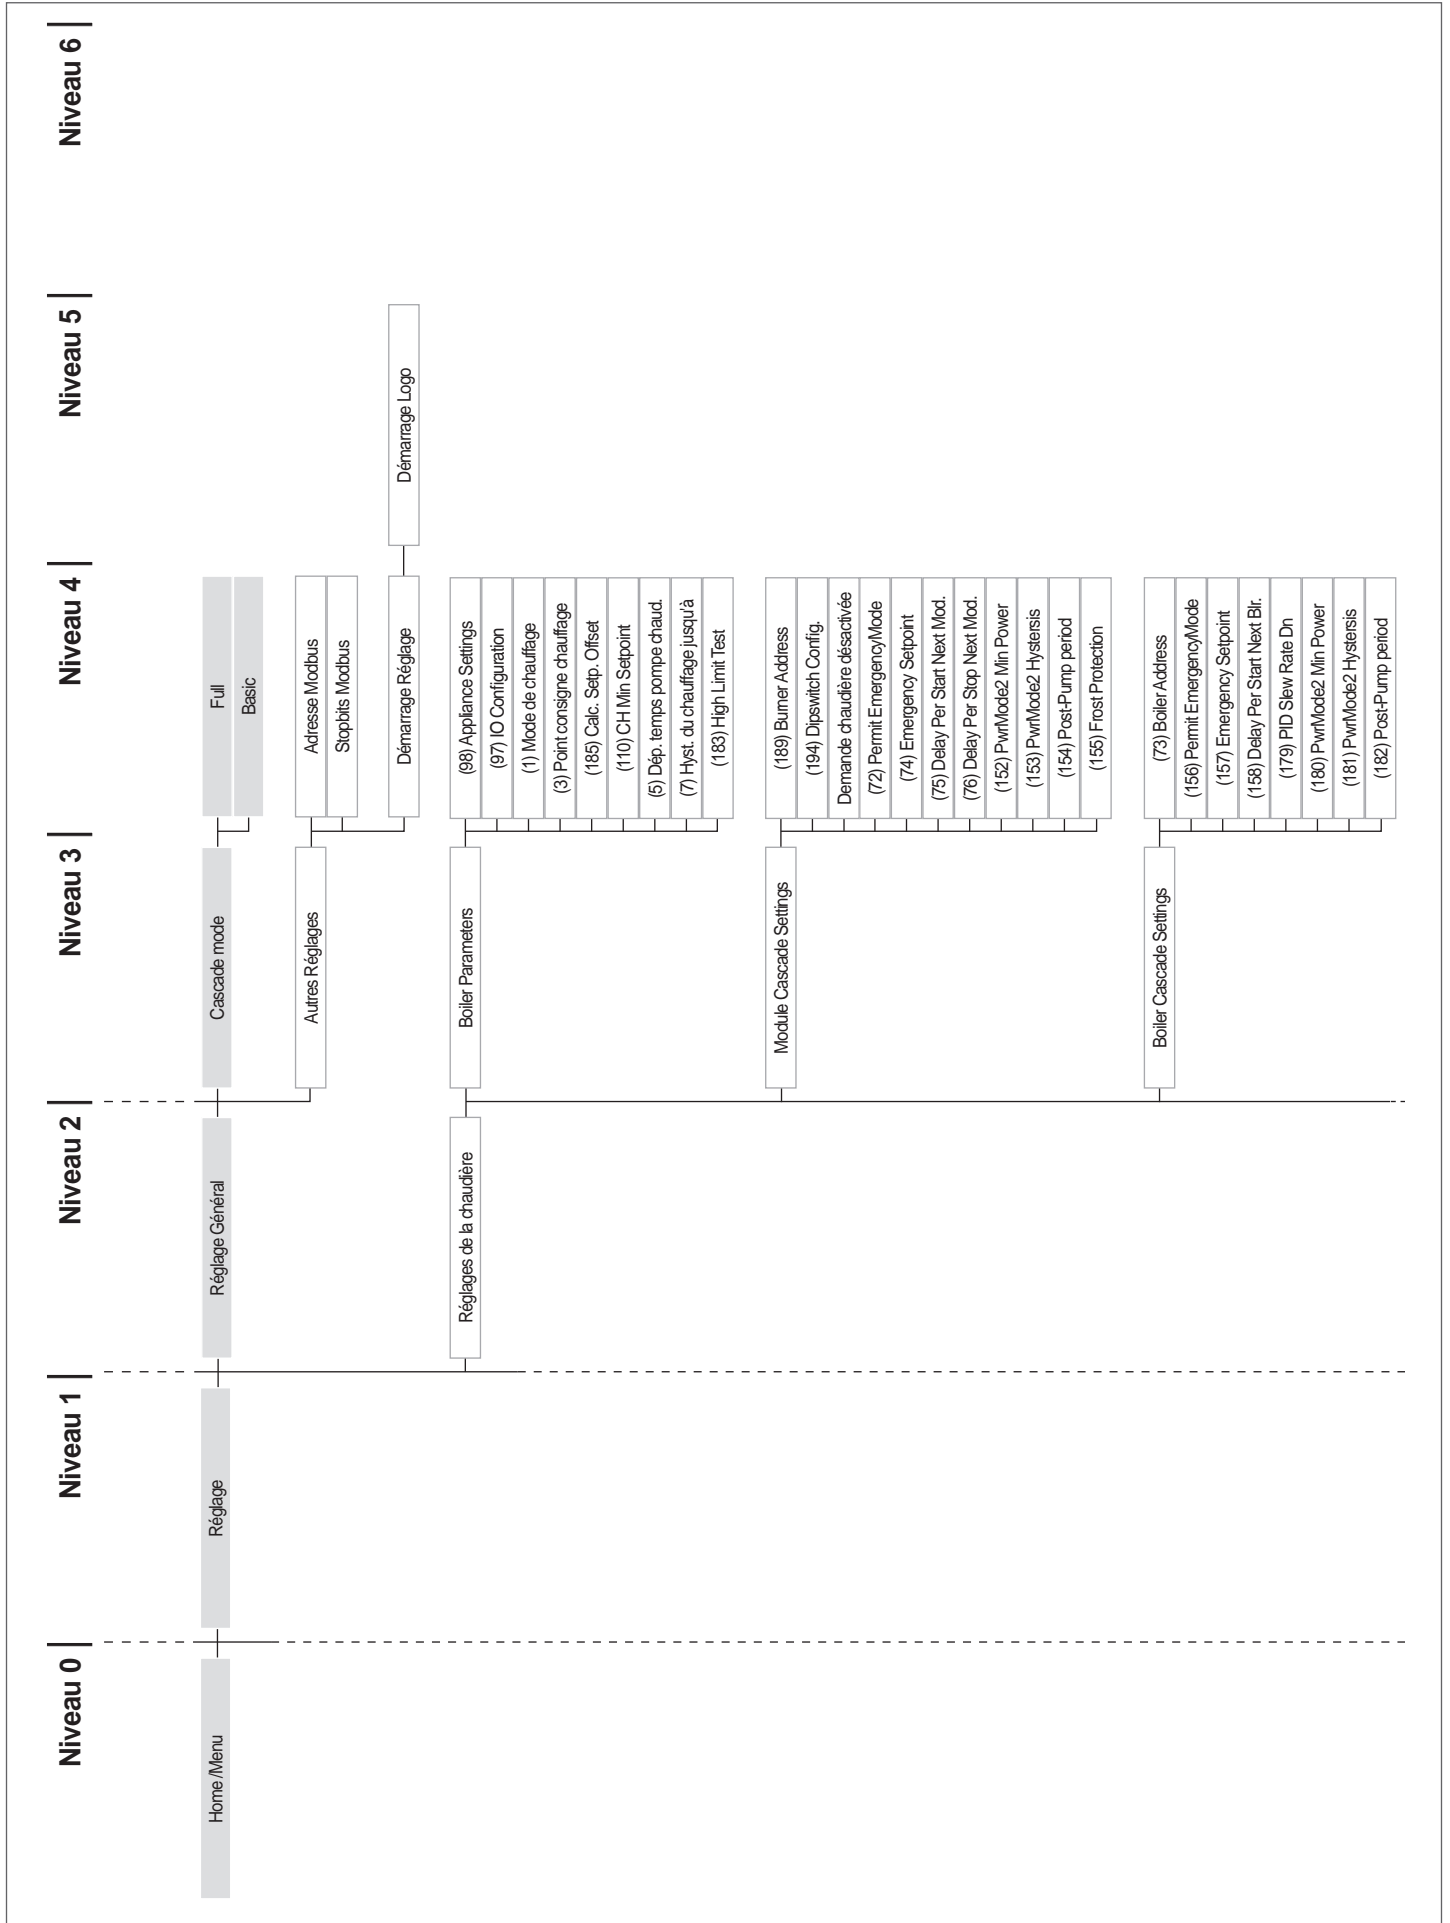 Niveau 0
Niveau 1
Niveau 2
Niveau 3
Niveau 4
Niveau 5
Niveau 6
Home /Menu
Réglage
Réglage Général
Cascade mode
Full
Basic
Autres Réglages
Adresse Modbus
Stopbits Modbus
Démarrage Réglage
Démarrage Logo
Réglages de la chaudière
Boiler Parameters
(98) Appliance Settings
(97) IO Configuration
(1) Mode de chauffage
(3) Point consigne chauffage
(185) Calc. Setp. Offset
(110) CH Min Setpoint
(5) Dép. temps pompe chaud.
(7) Hyst. du chauffage jusqu'à
(183) High Limit Test
Module Cascade Settings
(189) Burner Address
(194) Dipswitch Config.
Demande chaudière désactivée
(72) Permit EmergencyMode
(74) Emergency Setpoint
(75) Delay Per Start Next Mod.
(76) Delay Per Stop Next Mod.
(152) PwrMode2 Min Power
(153) PwrMode2 Hystersis
(154) Post-Pump period
(155) Frost Protection
Boiler Cascade Settings
(73) Boiler Address
(156) Permit EmergencyMode
(157) Emergency Setpoint
(158) Delay Per Start Next Blr.
(179) PID Slew Rate Dn
(180) PwrMode2 Min Power
(181) PwrMode2 Hystersis
(182) Post-Pump period